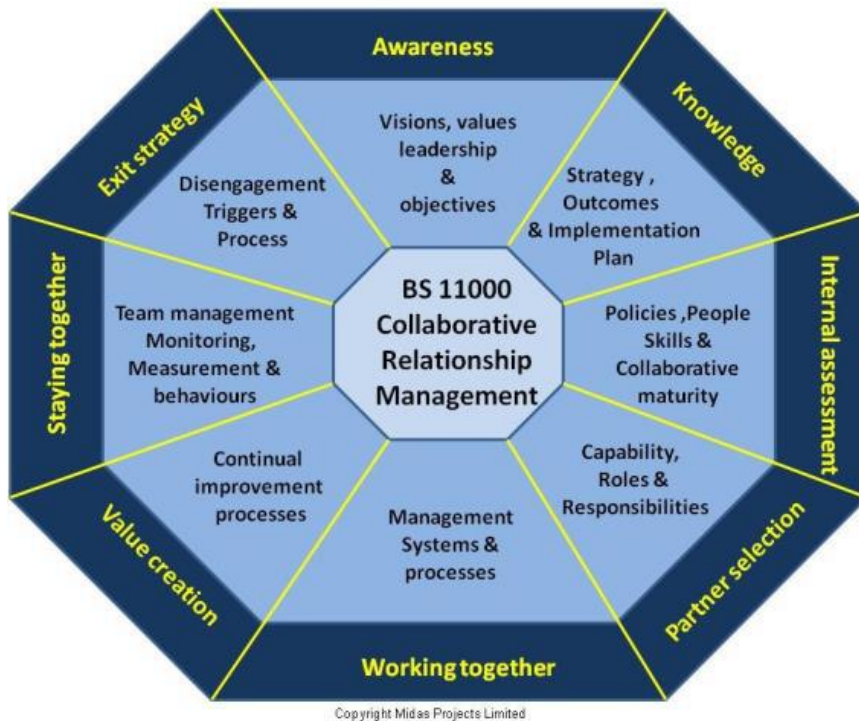 Awareness
Visions, values
leadership
&
objectives
Knowledge
Strategy ,
Outcomes
& Implementation
Plan
Internal assessment
Policies ,People
Skills &
Collaborative
maturity
Partner selection
Capability,
Roles &
Responsibilities
Working together
Management
Systems &
processes
Value creation
Continual
improvement
processes
Staying together
Team management
Monitoring,
Measurement &
behaviours
Exit strategy
Disengagement
Triggers &
Process
BS 11000
Collaborative
Relationship
Management
Copyright Midas Projects Limited